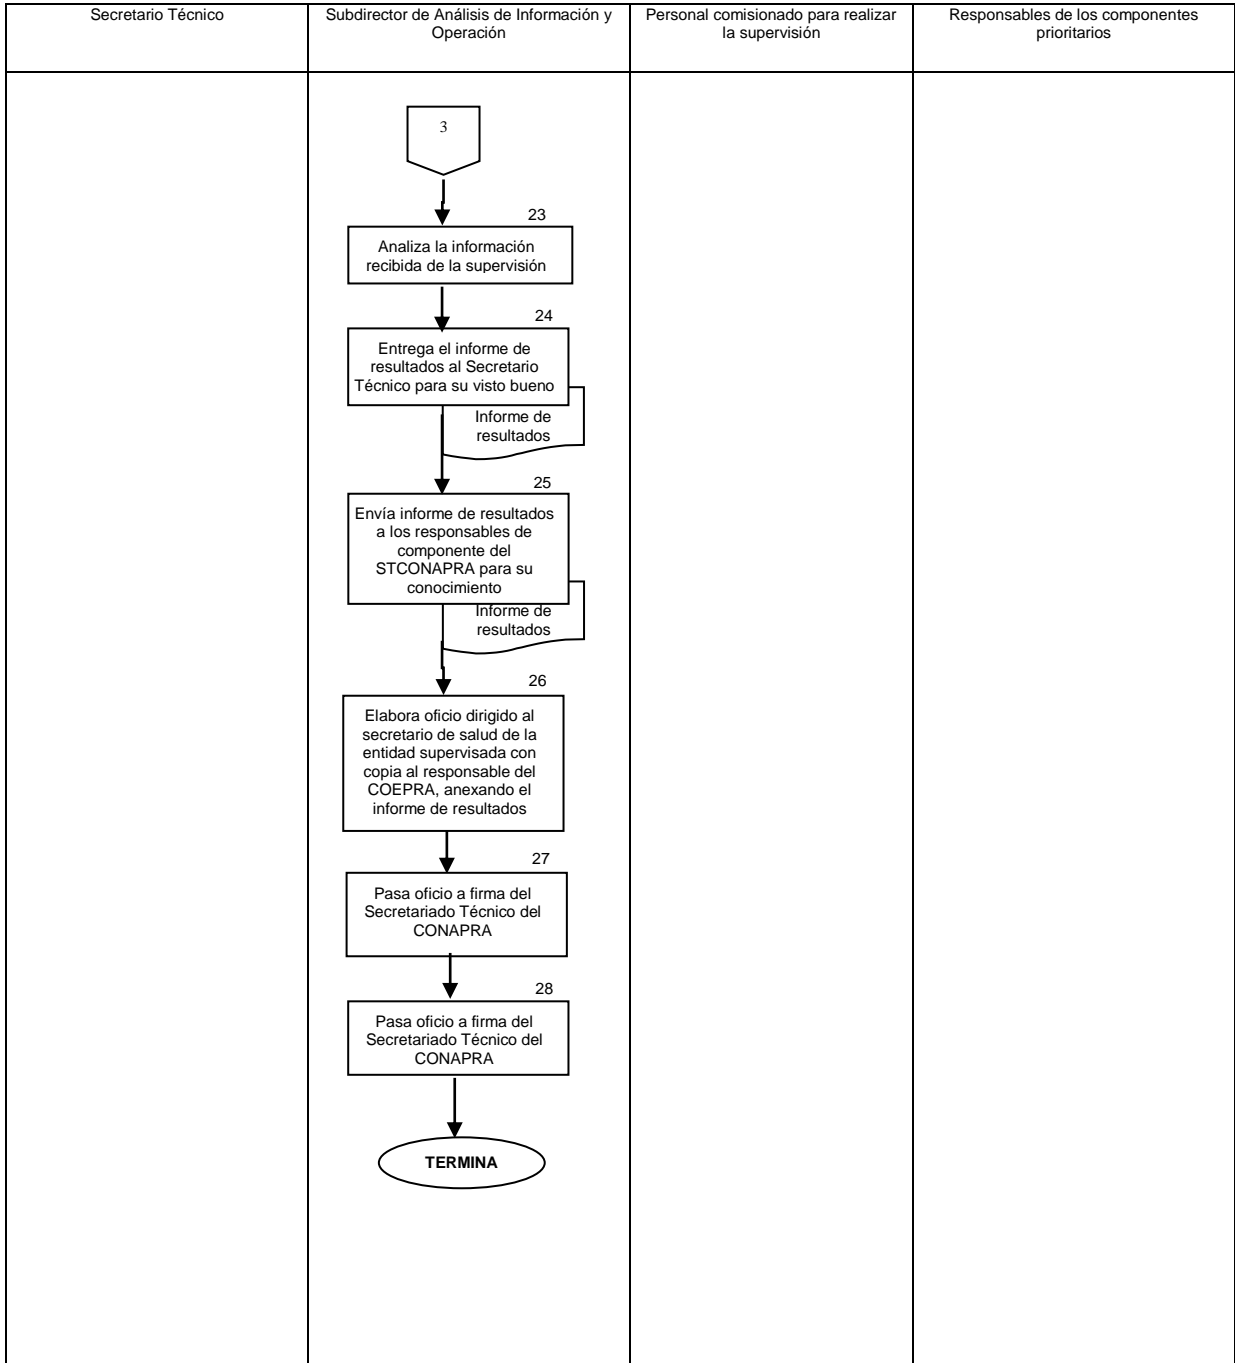 Secretario Técnico
Subdirector de Análisis de Información y
Operación
Personal comisionado para realizar
la supervisión
Responsables de los componentes
prioritarios
3
23
Analiza la información
recibida de la supervisión
24
Entrega el informe de
resultados al Secretario
Técnico para su visto bueno
Informe de
resultados
25
Envía informe de resultados
a los responsables de
componente del
STCONAPRA para su
conocimiento
Informe de
resultados
26
Elabora oficio dirigido al
secretario de salud de la
entidad supervisada con
copia al responsable del
COEPRA, anexando el
informe de resultados
27
Pasa oficio a firma del
Secretariado Técnico del
CONAPRA
28
Pasa oficio a firma del
Secretariado Técnico del
CONAPRA
TERMINA